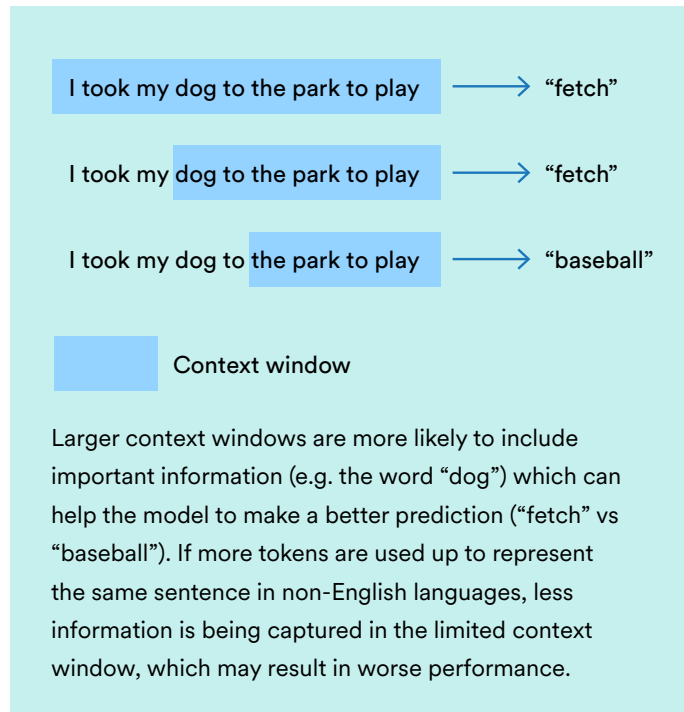 I took my dog to the park to play “fetch”
I took my dog to the park to play “fetch”
I took my dog to the park to play “baseball”
Context window
Larger context windows are more likely to include
important information (e.g. the word “dog”) which can
help the model to make a better prediction (“fetch” vs
“baseball”). If more tokens are used up to represent
the same sentence in non-English languages, less
information is being captured in the limited context
window, which may result in worse performance.